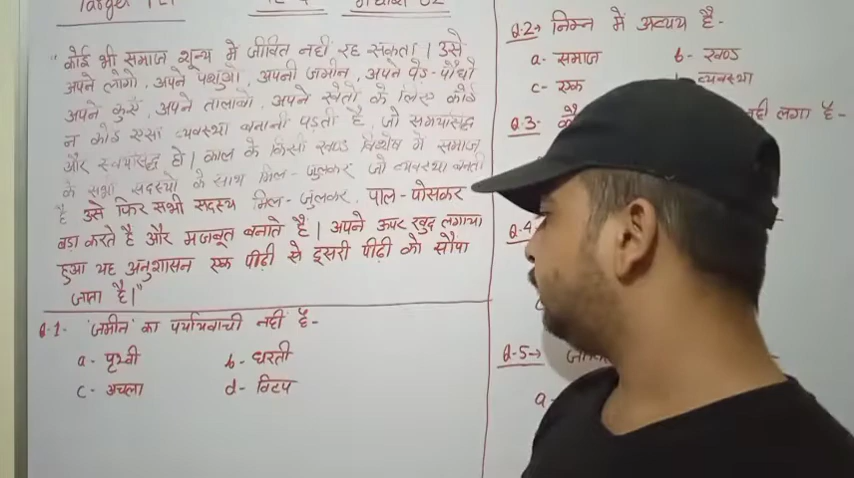 गद्यांश 02
"कोई भी समाज शून्य में जीवित नहीं रह सकता। उसे
अपने लोगो, अपने पशुओं, अपनी जमीन, अपने पेड़-पौधों
अपने कुएँ, अपने तालाबों, अपने खेतों के लिए कोई
न कोई ऐसी व्यवस्था बनानी पड़ती है, जो समयसिद्ध
और स्वयंसिद्ध हो। काल के किसी खण्ड विशेष में समाज
के सभी सदस्यो के साथ मिल-जुलकर जो व्यवस्था बनती
है उसे फिर सभी सदस्य मिल-जुलकर, पाल-पोसकर
बड़ा करते है और मजबूत बनाते है। अपने ऊपर खुद लगाया
हुआ यह अनुशासन एक पीढ़ी से दूसरी पीढ़ी को सौंपा
जाता है।"
Q.1- 'जमीन' का पर्यायवाची नहीं है-
a- पृथ्वी b- धरती
c- अचला d- विटप
Q.2→ निम्न में अव्यय है-
a- समाज b- खण्ड
c- एक व्यवस्था
Q.3- नही लगा है-
Q.4
Q.5→
a-